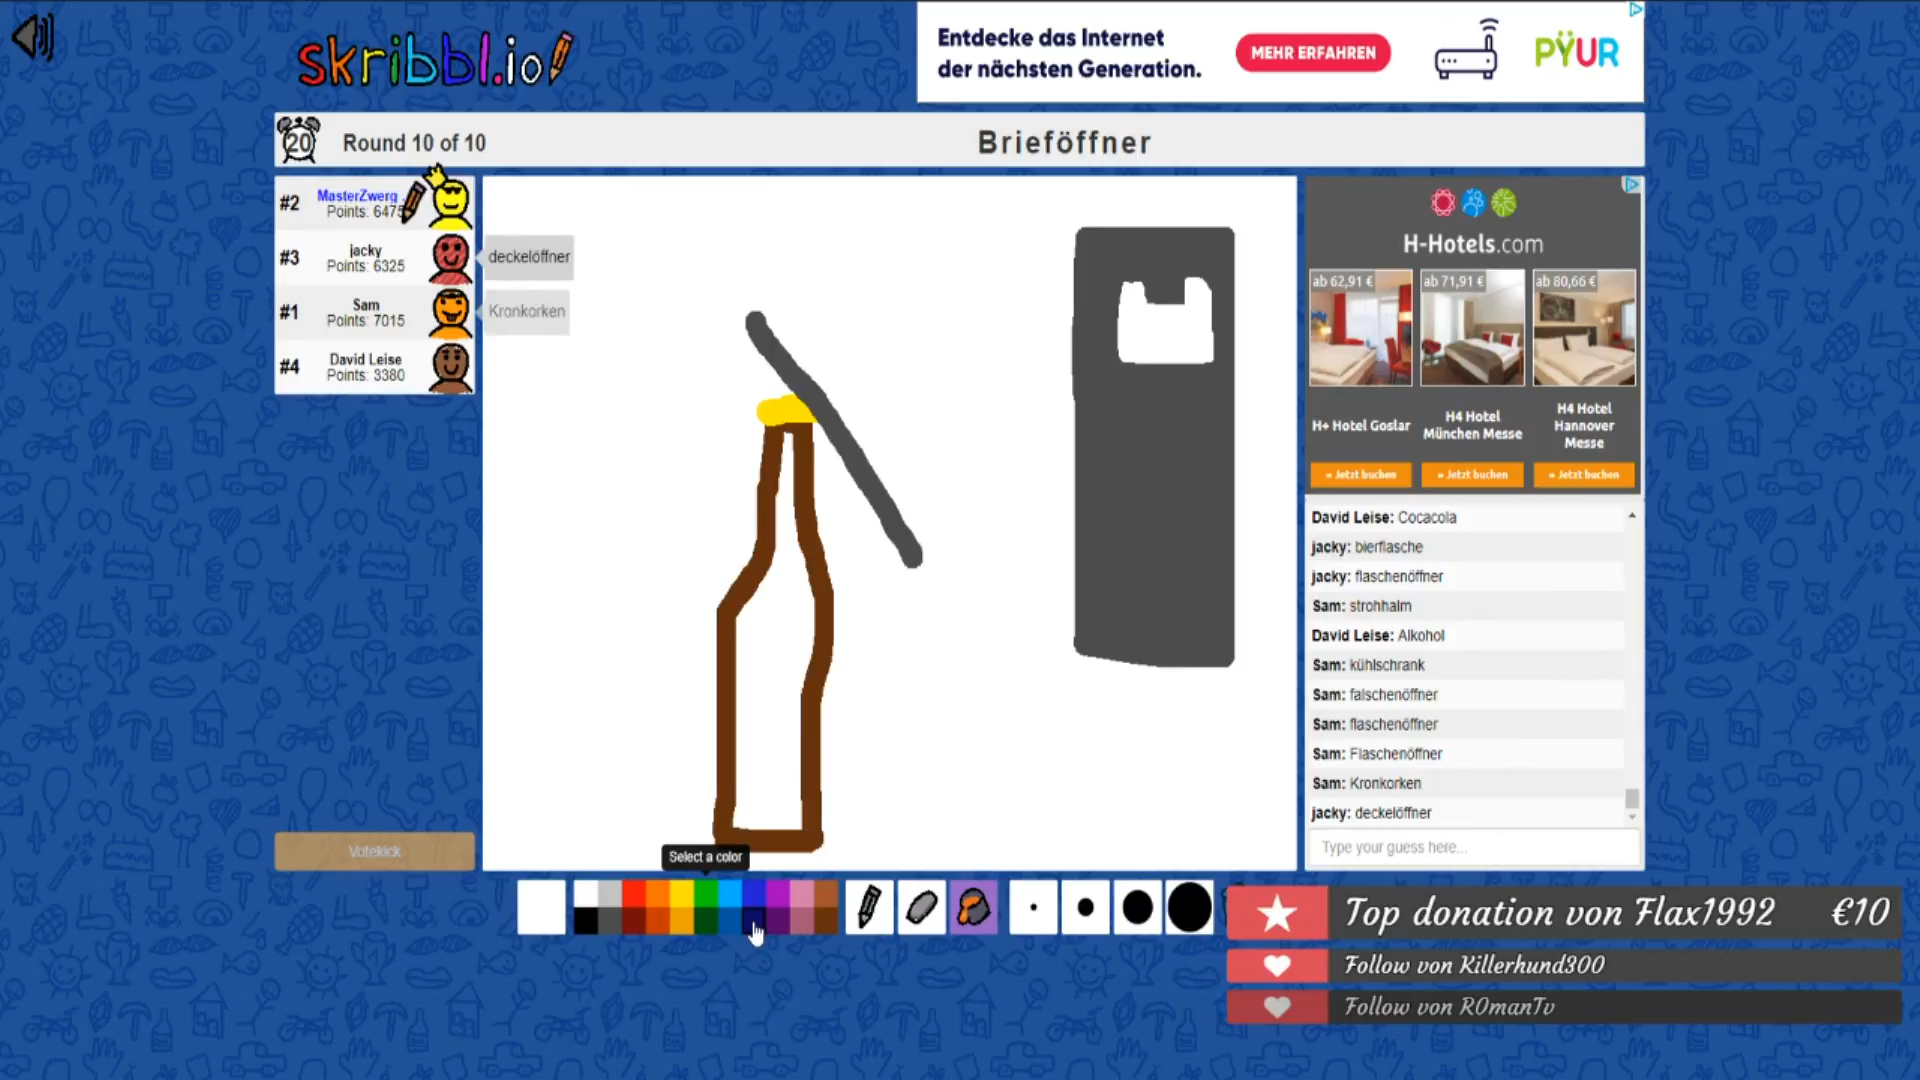 skribbl.io
Entdecke das Internet
der nächsten Generation.
MEHR ERFAHREN
PŸUR
20
Round 10 of 10
Brieföffner
#2
MasterZwerg
Points: 6475
#3
jacky
Points: 6325
deckelöffner
#1
Sam
Points: 7015
Kronkorken
#4
David Leise
Points: 3380
H-Hotels.com
ab 62,91 €
ab 71,91 €
ab 80,66 €
H+ Hotel Goslar
H4 Hotel
München Messe
H4 Hotel
Hannover
Messe
» Jetzt buchen
» Jetzt buchen
» Jetzt buchen
David Leise: Cocacola
jacky: bierflasche
jacky: flaschenöffner
Sam: strohhalm
David Leise: Alkohol
Sam: kühlschrank
Sam: falschenöffner
Sam: flaschenöffner
Sam: Flaschenöffner
Sam: Kronkorken
jacky: deckelöffner
Type your guess here...
Votekick
Select a color
Top donation von Flax1992 €10
Follow von Killerhund300
Follow von R0manTv